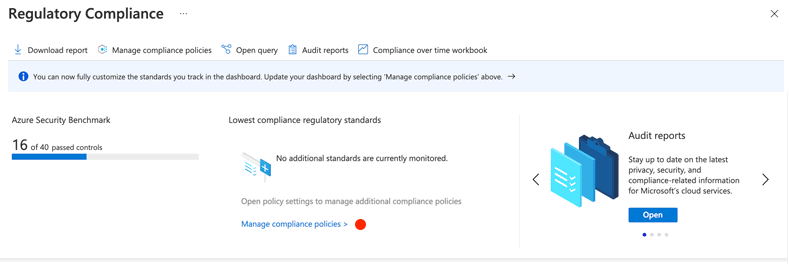 Regulatory Compliance ...
Download report Manage compliance policies Open query Audit reports Compliance over time workbook
You can now fully customize the standards you track in the dashboard. Update your dashboard by selecting 'Manage compliance policies' above. →
Azure Security Benchmark
16 of 40 passed controls
Lowest compliance regulatory standards
No additional standards are currently monitored.
Open policy settings to manage additional compliance policies
Manage compliance policies >
Audit reports
Stay up to date on the latest
privacy, security, and
compliance-related information
for Microsoft's cloud services.
Open